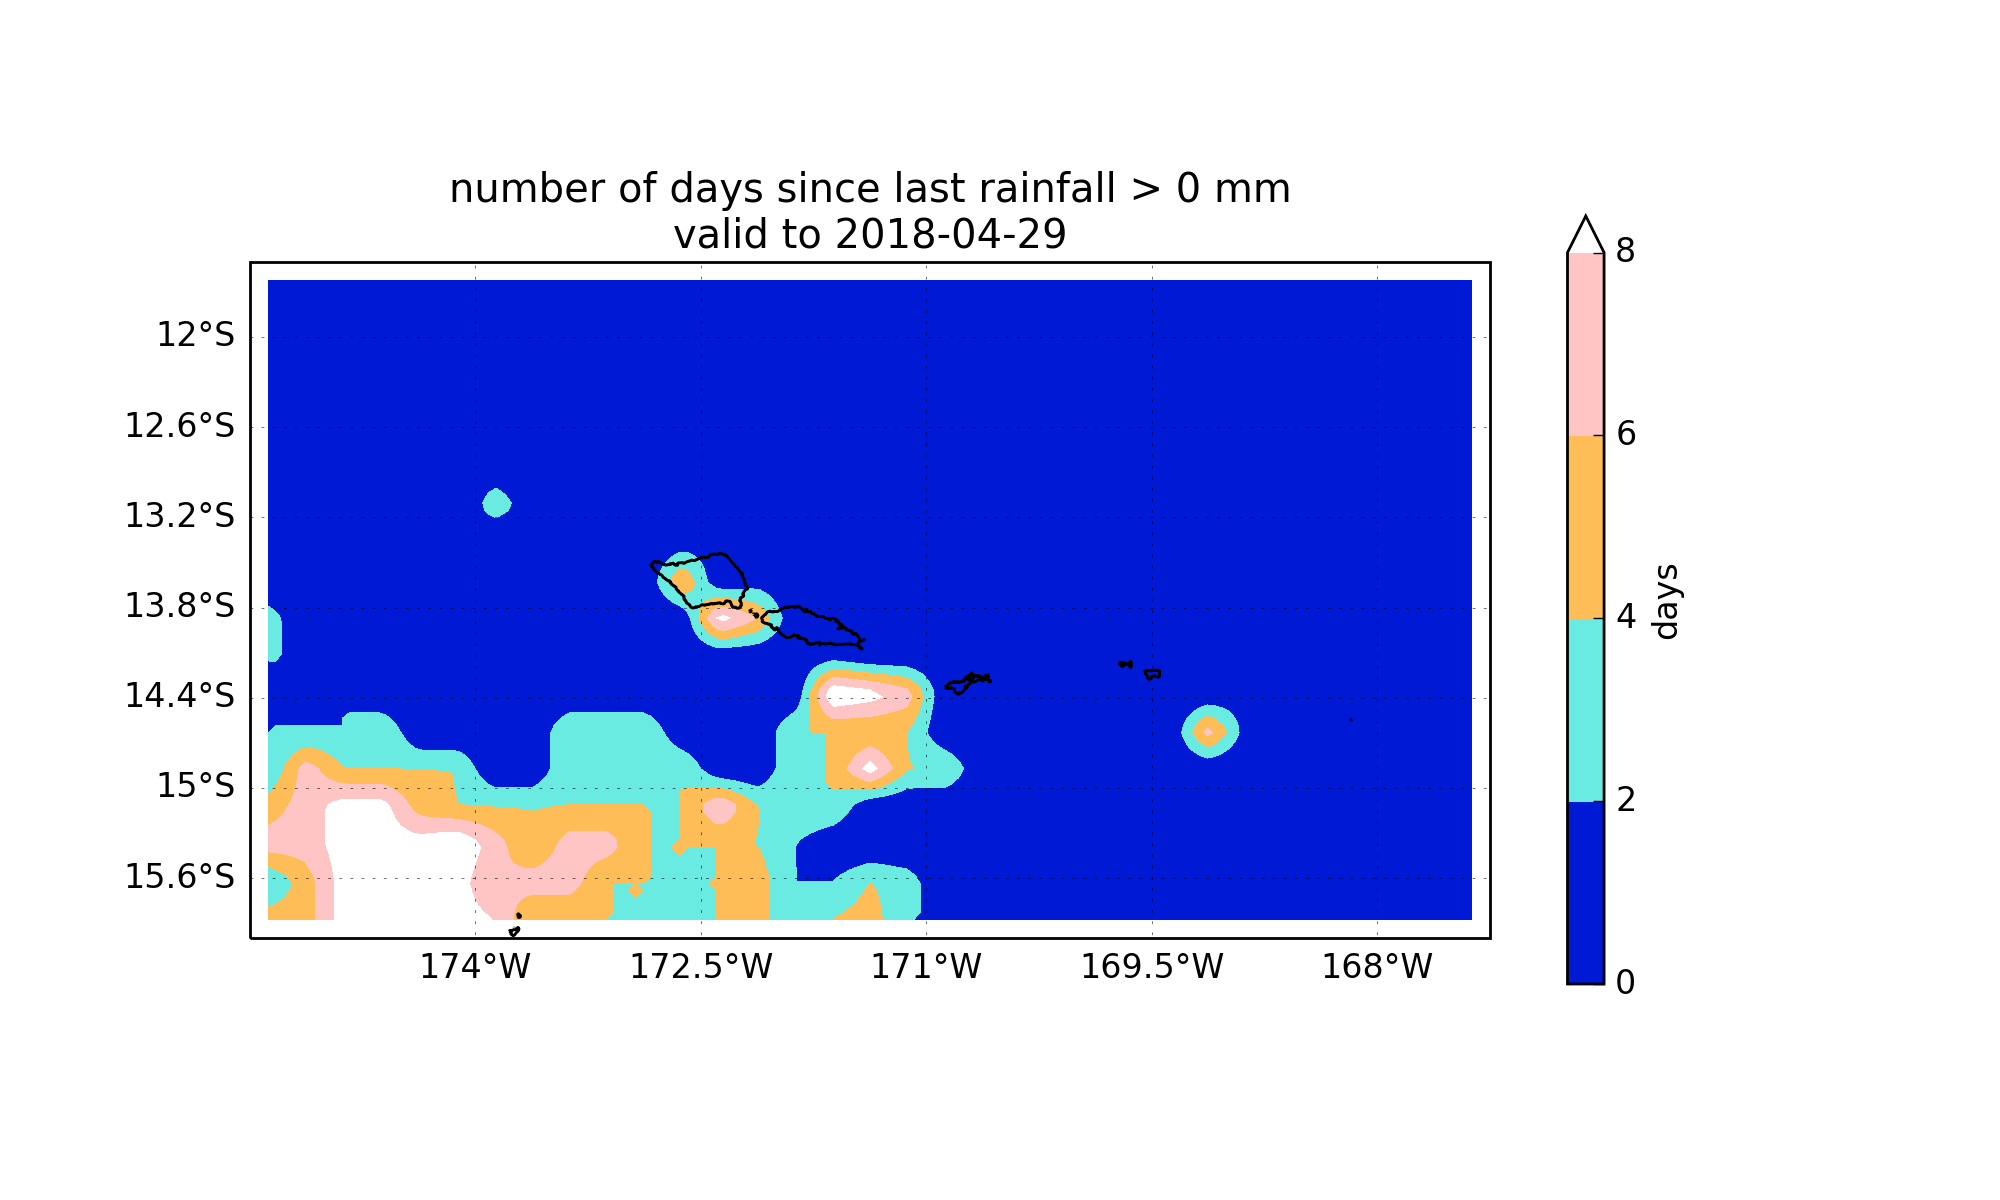 number of days since last rainfall > 0 mm
valid to 2018-04-29
12°S
12.6°S
13.2°S
13.8°S
14.4°S
15°S
15.6°S
174°W
172.5°W
171°W
169.5°W
168°W
8
6
4
2
0
days